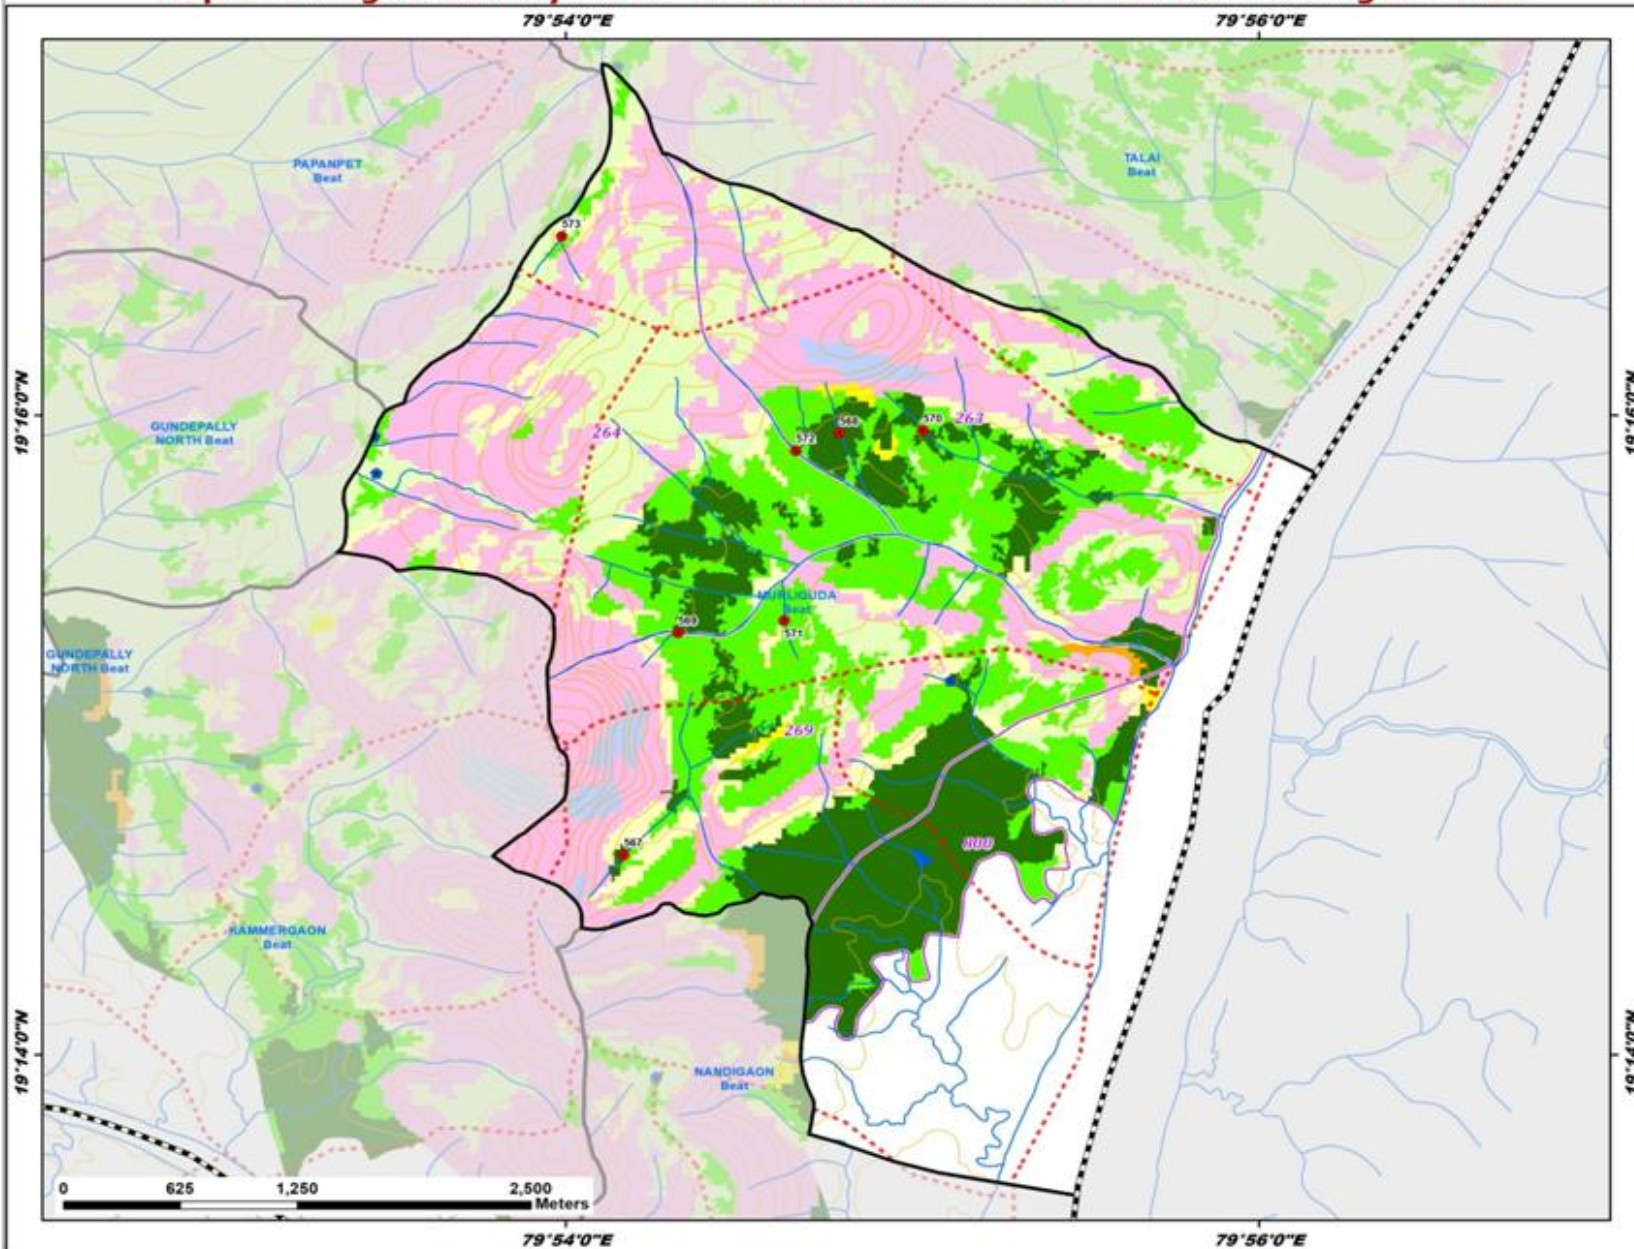 79°54'0"E
79°56'0"E
PAPANPET
Beat
TALAI
Beat
573
19°16'0"N
19°16'0"N
GUNDEPALLY
NORTH Beat
264
572
568
570
263
MURLIGUDA
Beat
569
571
GUNDEPALLY
NORTH Beat
269
567
800
KAMMERGAON
Beat
NANDIGAON
Beat
19°14'0"N
19°14'0"N
0
625
1,250
2,500
Meters
79°54'0"E
79°56'0"E